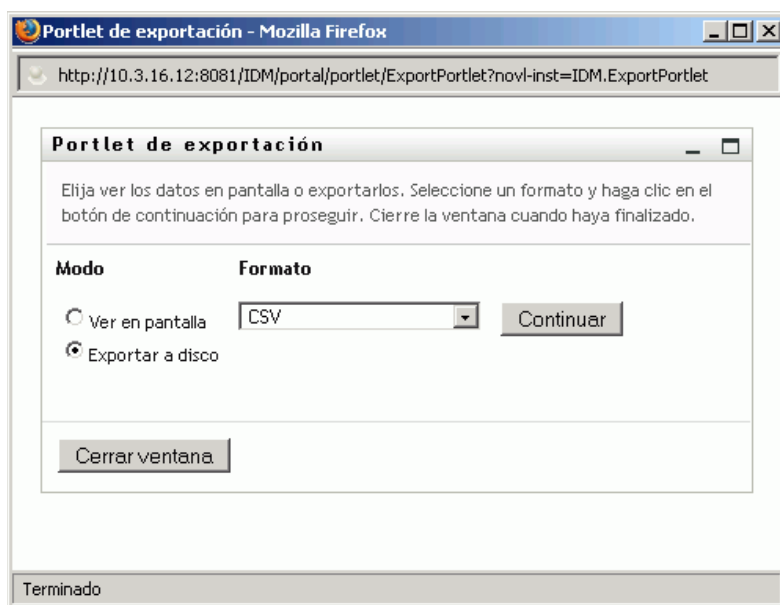 Portlet de exportación - Mozilla Firefox
http://10.3.16.12:8081/IDM/portal/portlet/ExportPortlet?novl-inst=IDM.ExportPortlet
Portlet de exportación
Elija ver los datos en pantalla o exportarlos. Seleccione un formato y haga clic en el
botón de continuación para proseguir. Cierre la ventana cuando haya finalizado.
Modo Formato
Ver en pantalla CSV Continuar
Exportar a disco
Cerrar ventana
Terminado